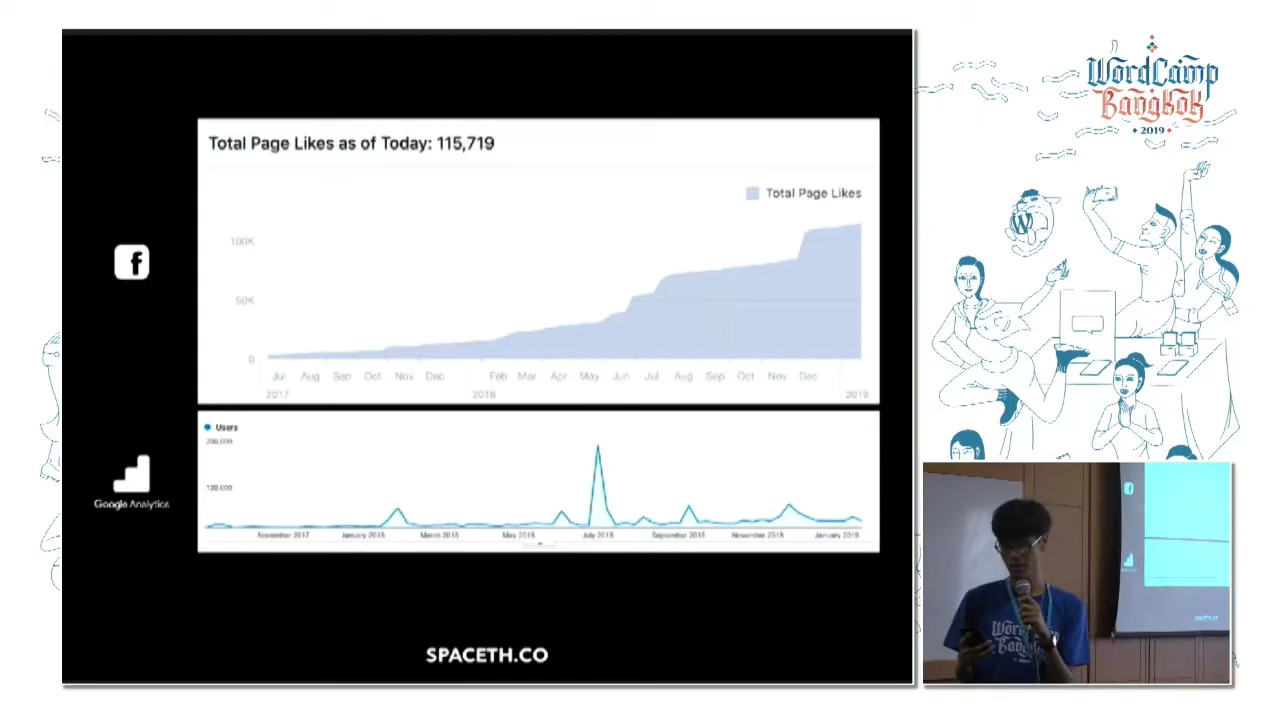 Total Page Likes as of Today: 115,719
Total Page Likes
100K
50K
0
Jul Aug Sep Oct Nov Dec Feb Mar Apr May Jun Jul Aug Sep Oct Nov Dec
2017 2018 2019
f
Users
200,000
100,000
November 2017 January 2018 March 2018 May 2018 July 2018 September 2018 November 2018 January 2019
Google Analytics
SPACETH.CO
WordCamp
Bangkok
2019
SPACETH.CO